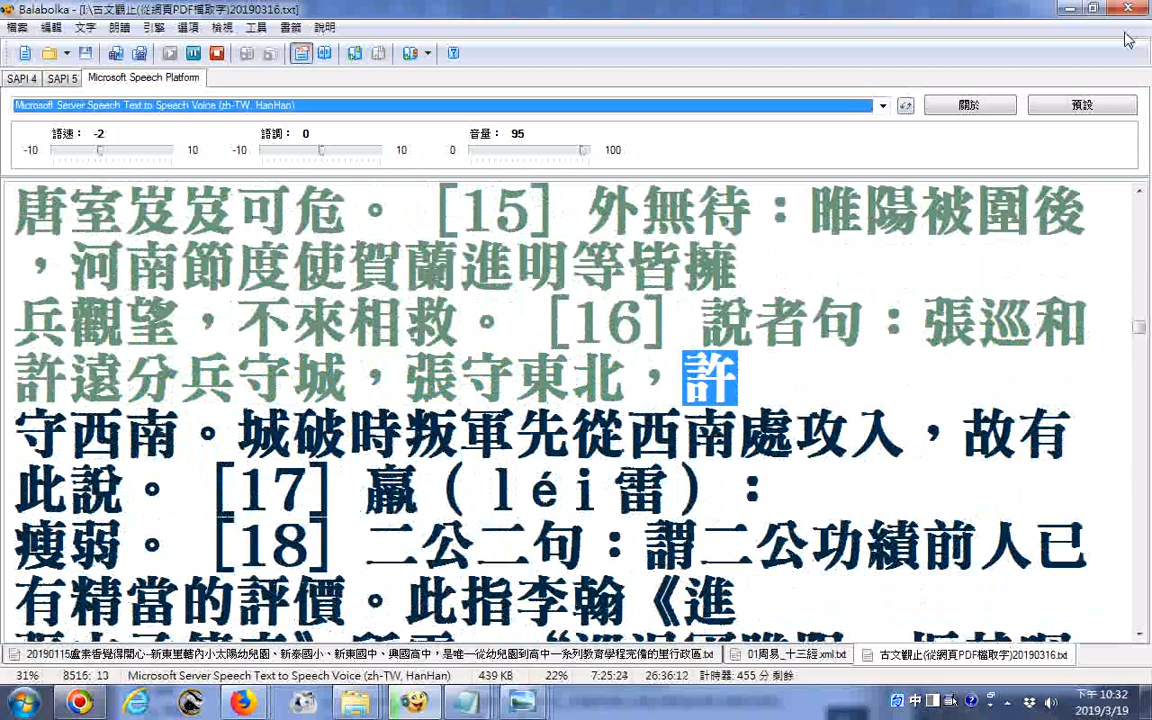 Balabolka - [I:\古文觀止(從網頁PDF檔取字)20190316.txt]
檔案 編輯 文字 朗讀 引擎 選項 檢視 工具 書籤 說明
SAPI 4 SAPI 5 Microsoft Speech Platform
Microsoft Server Speech Text to Speech Voice (zh-TW, HanHan)
關於 預設
語速： -2 語調： 0 音量： 95
-10 10 -10 10 0 100
唐室岌岌可危。［15］外無待：睢陽被圍後
，河南節度使賀蘭進明等皆擁
兵觀望，不來相救。［16］說者句：張巡和
許遠分兵守城，張守東北，許
守西南。城破時叛軍先從西南處攻入，故有
此說。［17］羸（ léi雷）：
瘦弱。［18］二公二句：謂二公功績前人已
有精當的評價。此指李翰《進
20190115盧素香覺得開心--新東里轄內小太陽幼兒園、新泰國小、新東國中、興國高中，是唯一從幼兒園到高中一系列教育學程完備的里行政區.txt 01周易_十三經.xml.txt 古文觀止(從網頁PDF檔取字)20190316.txt
31% 8516: 13 Microsoft Server Speech Text to Speech Voice (zh-TW, HanHan) 439 KB 22% 7:25:24 26:36:12 計時器: 455 分 剩餘
中 下午 10:32
2019/3/19